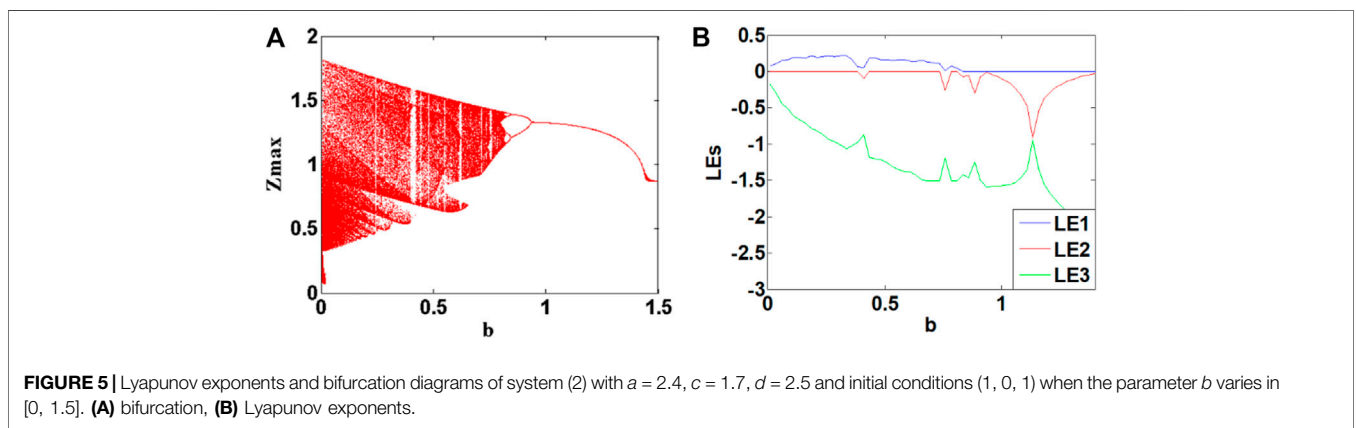 A
2
1.5
1
0.5
0
Zmax
0 0.5 1 1.5
b
B
0.5
0
-0.5
-1
-1.5
-2
-2.5
-3
LEs
LE1
LE2
LE3
0 0.5 1
b
FIGURE 5 | Lyapunov exponents and bifurcation diagrams of system (2) with a = 2.4, c = 1.7, d = 2.5 and initial conditions (1, 0, 1) when the parameter b varies in
[0, 1.5]. (A) bifurcation, (B) Lyapunov exponents.